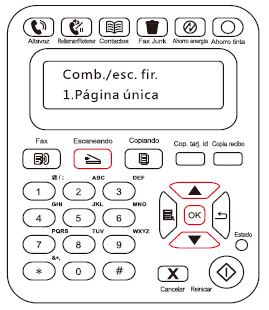 Altavoz Rellamar/Retener Contactos Fax Junk Ahorro energía Ahorro tinta
Comb./esc. fir.
1.Página única
Fax Escaneando Copiando Cop. tarj. id Copia recibo
@ / : ABC DEF
1 2 3
GHI JKL MNO
4 5 6
PQRS TUV WXYZ
7 8 9
&+,
* 0 #
OK
Estado
X
Cancelar Reiniciar